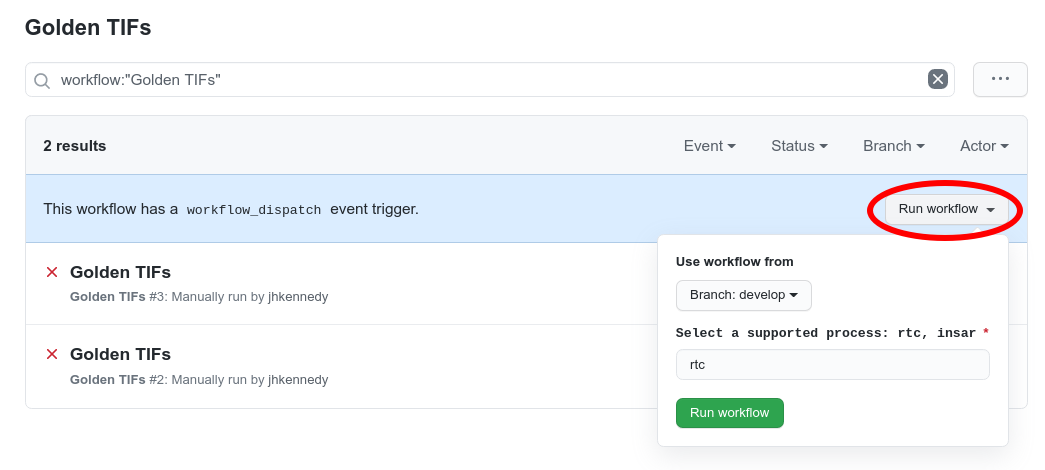 Golden TIFs
workflow:"Golden TIFs"
2 results
Event Status Branch Actor
This workflow has a workflow_dispatch event trigger.
Run workflow
Use workflow from
Branch: develop
Select a supported process: rtc, insar *
rtc
Run workflow
Golden TIFs
Golden TIFs #3: Manually run by jhkennedy
Golden TIFs
Golden TIFs #2: Manually run by jhkennedy